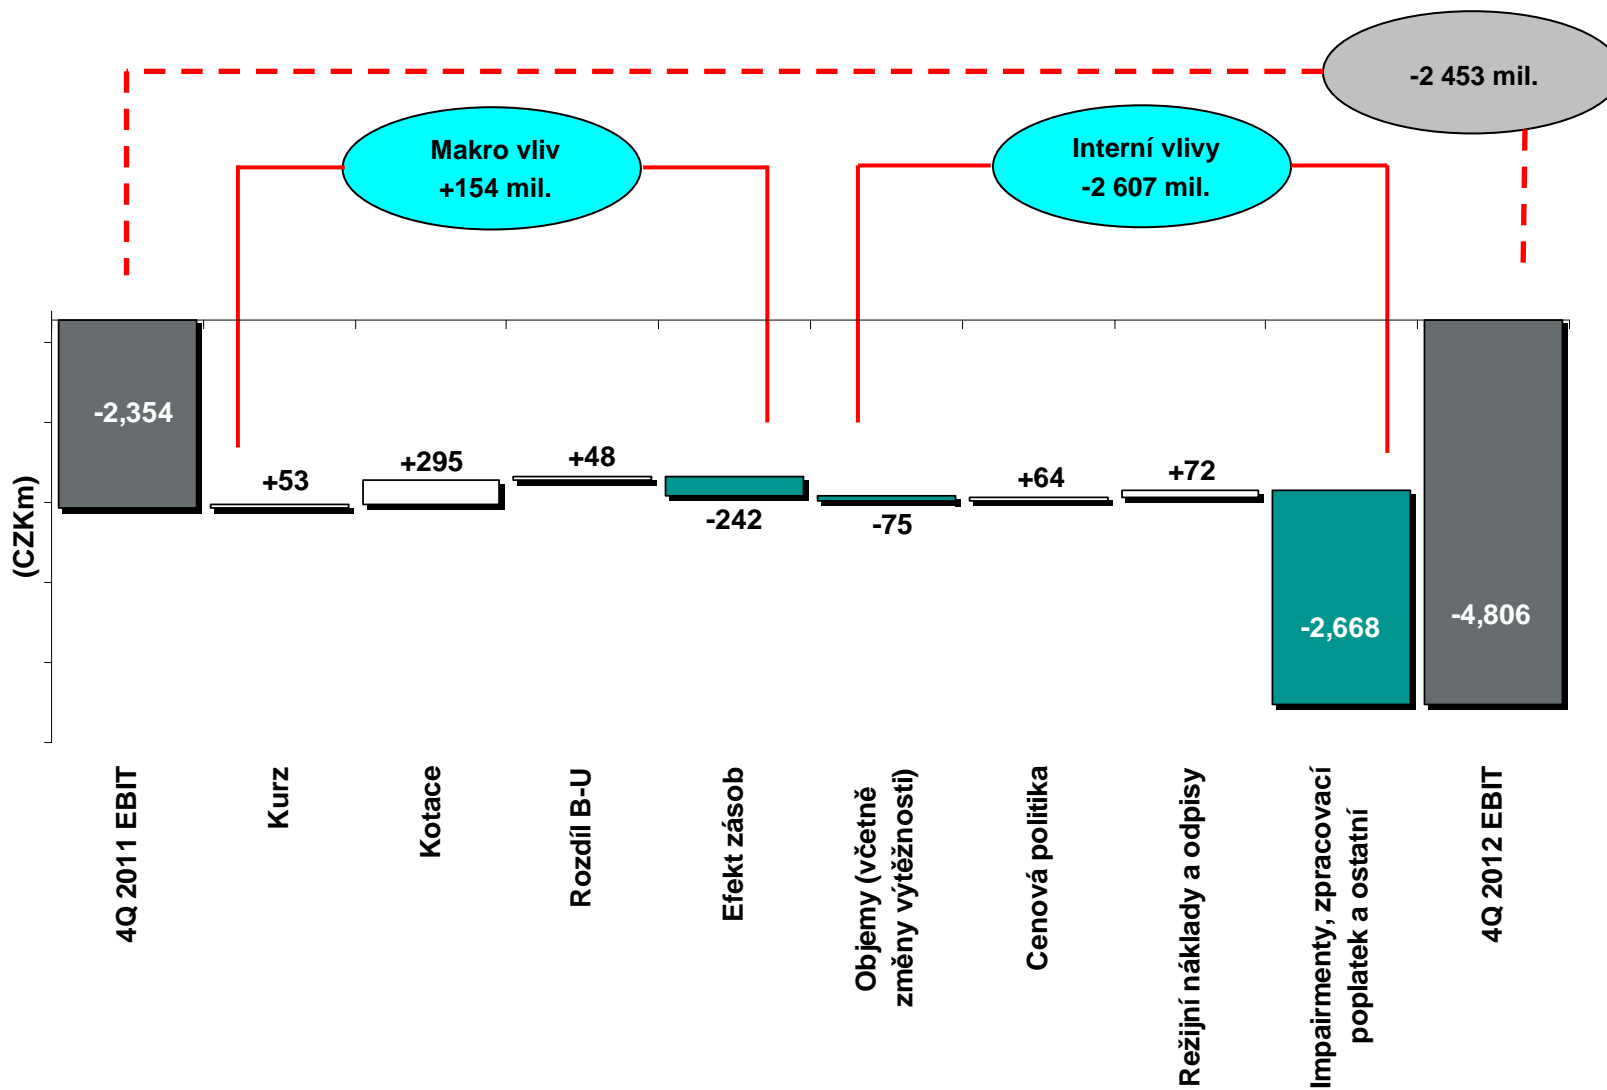 -2 453 mil.
Makro vliv
+154 mil.
Interní vlivy
-2 607 mil.
(CZKm)
-2,354
+53
+295
+48
-242
-75
+64
+72
-2,668
-4,806
4Q 2011 EBIT
Kurz
Kotace
Rozdíl B-U
Efekt zásob
Objemy (včetně
změny výtěžnosti)
Cenová politika
Režijní náklady a odpisy
Impairmenty, zpracovací
poplatek a ostatní
4Q 2012 EBIT